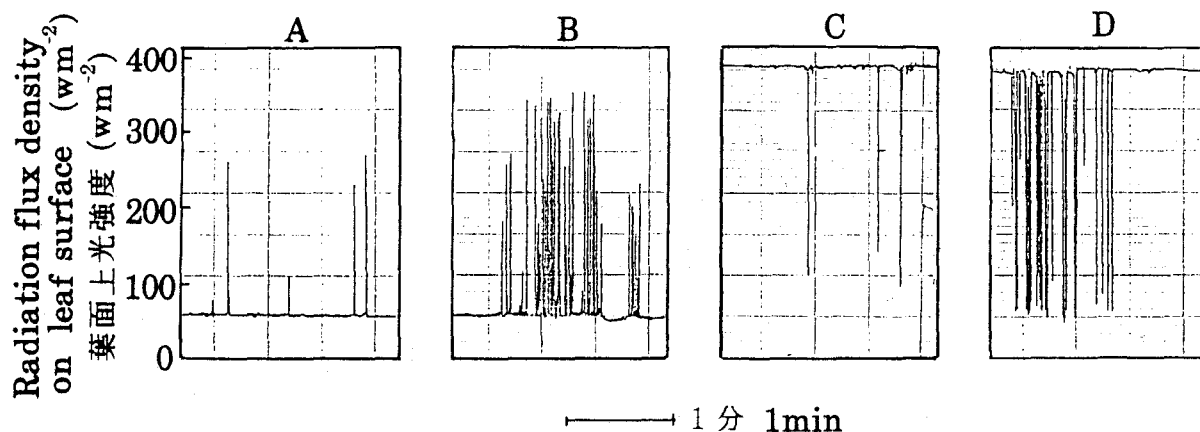 A B C D
Radiation flux density
on leaf surface (wm⁻²)
葉面上光強度 (wm⁻²)
400
300
200
100
0
1分 1min